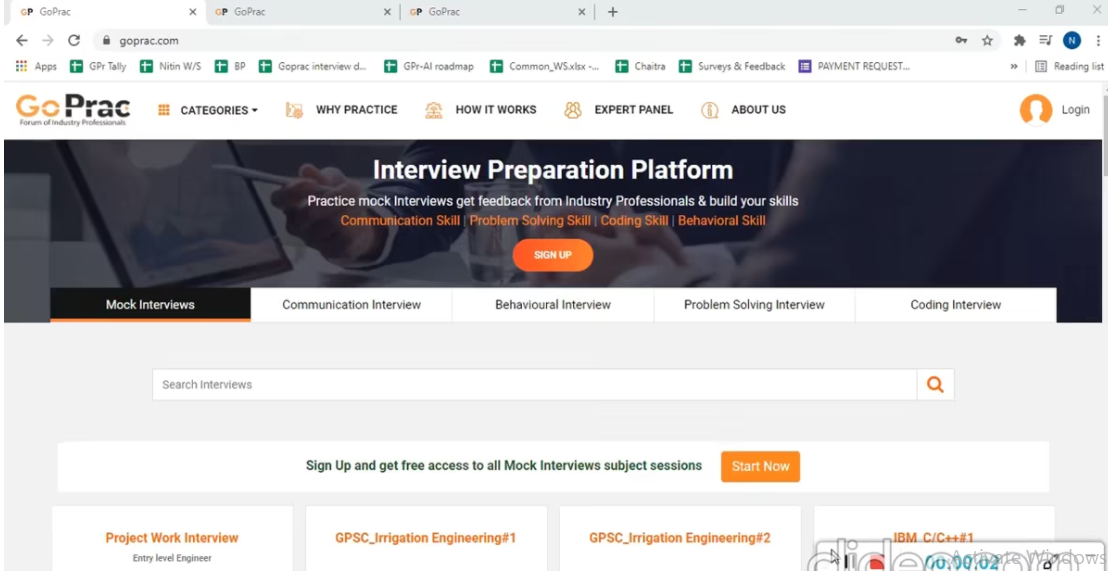 GP GoPrac
GP GoPrac
GP GoPrac
goprac.com
N
Apps GPr Tally Nitin W/S BP Goprac interview d... GPr-AI roadmap Common_WS.xlsx -... Chaitra Surveys & Feedback PAYMENT REQUEST... » Reading list
GoPrac
Forum of Industry Professionals
CATEGORIES WHY PRACTICE HOW IT WORKS EXPERT PANEL ABOUT US Login
Interview Preparation Platform
Practice mock Interviews get feedback from Industry Professionals & build your skills
Communication Skill | Problem Solving Skill | Coding Skill | Behavioral Skill
SIGN UP
Mock Interviews Communication Interview Behavioural Interview Problem Solving Interview Coding Interview
Search Interviews
Sign Up and get free access to all Mock Interviews subject sessions Start Now
Project Work Interview GPSC_Irrigation Engineering#1 GPSC_Irrigation Engineering#2 IBM C/C++#1
Entry level Engineer
Activate Windows
00:00:02